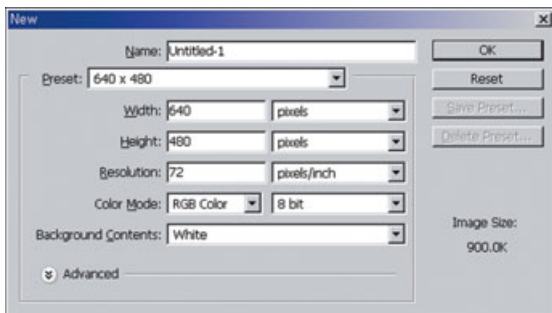 New
Name: Untitled-1
OK
Preset: 640 x 480
Reset
Width: 640 pixels
Save Preset...
Height: 480 pixels
Delete Preset...
Resolution: 72 pixels/inch
Color Mode: RGB Color 8 bit
Image Size:
Background Contents: White
900.0K
Advanced